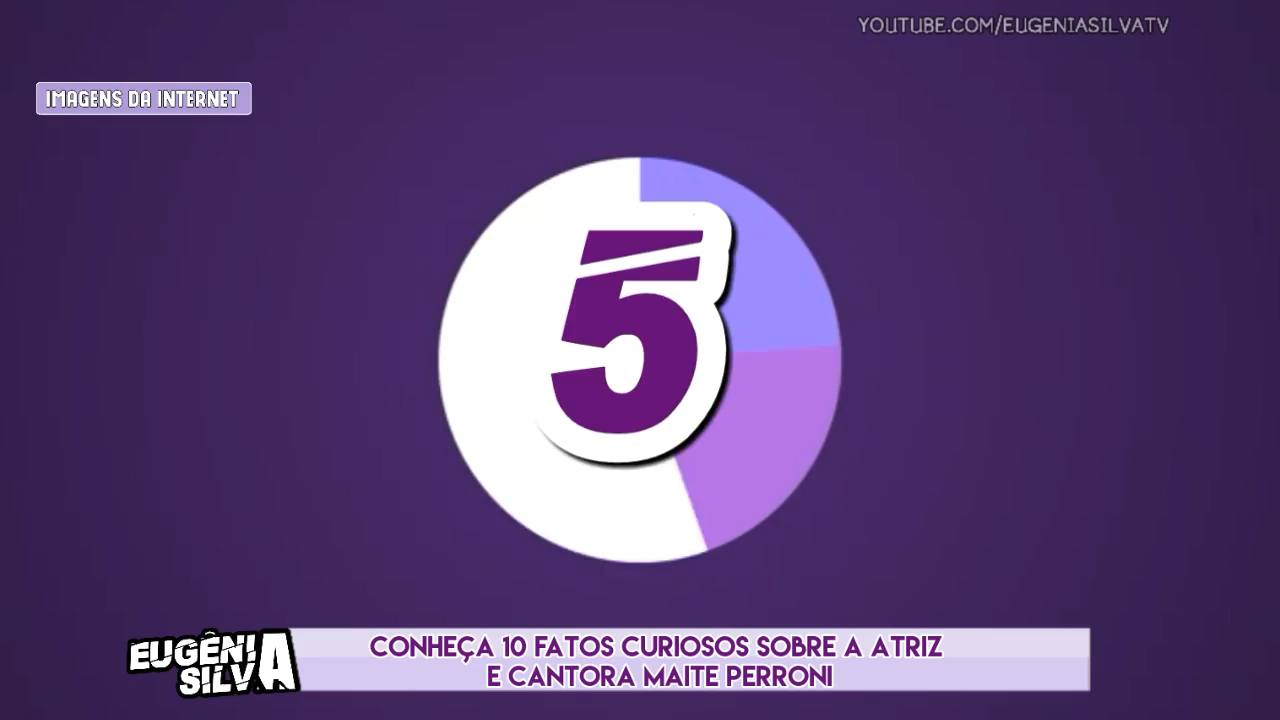 YOUTUBE.COM/EUGENIASILVATV
IMAGENS DA INTERNET
5
EUGÊNIA
SILVA
CONHEÇA 10 FATOS CURIOSOS SOBRE A ATRIZ
E CANTORA MAITE PERRONI